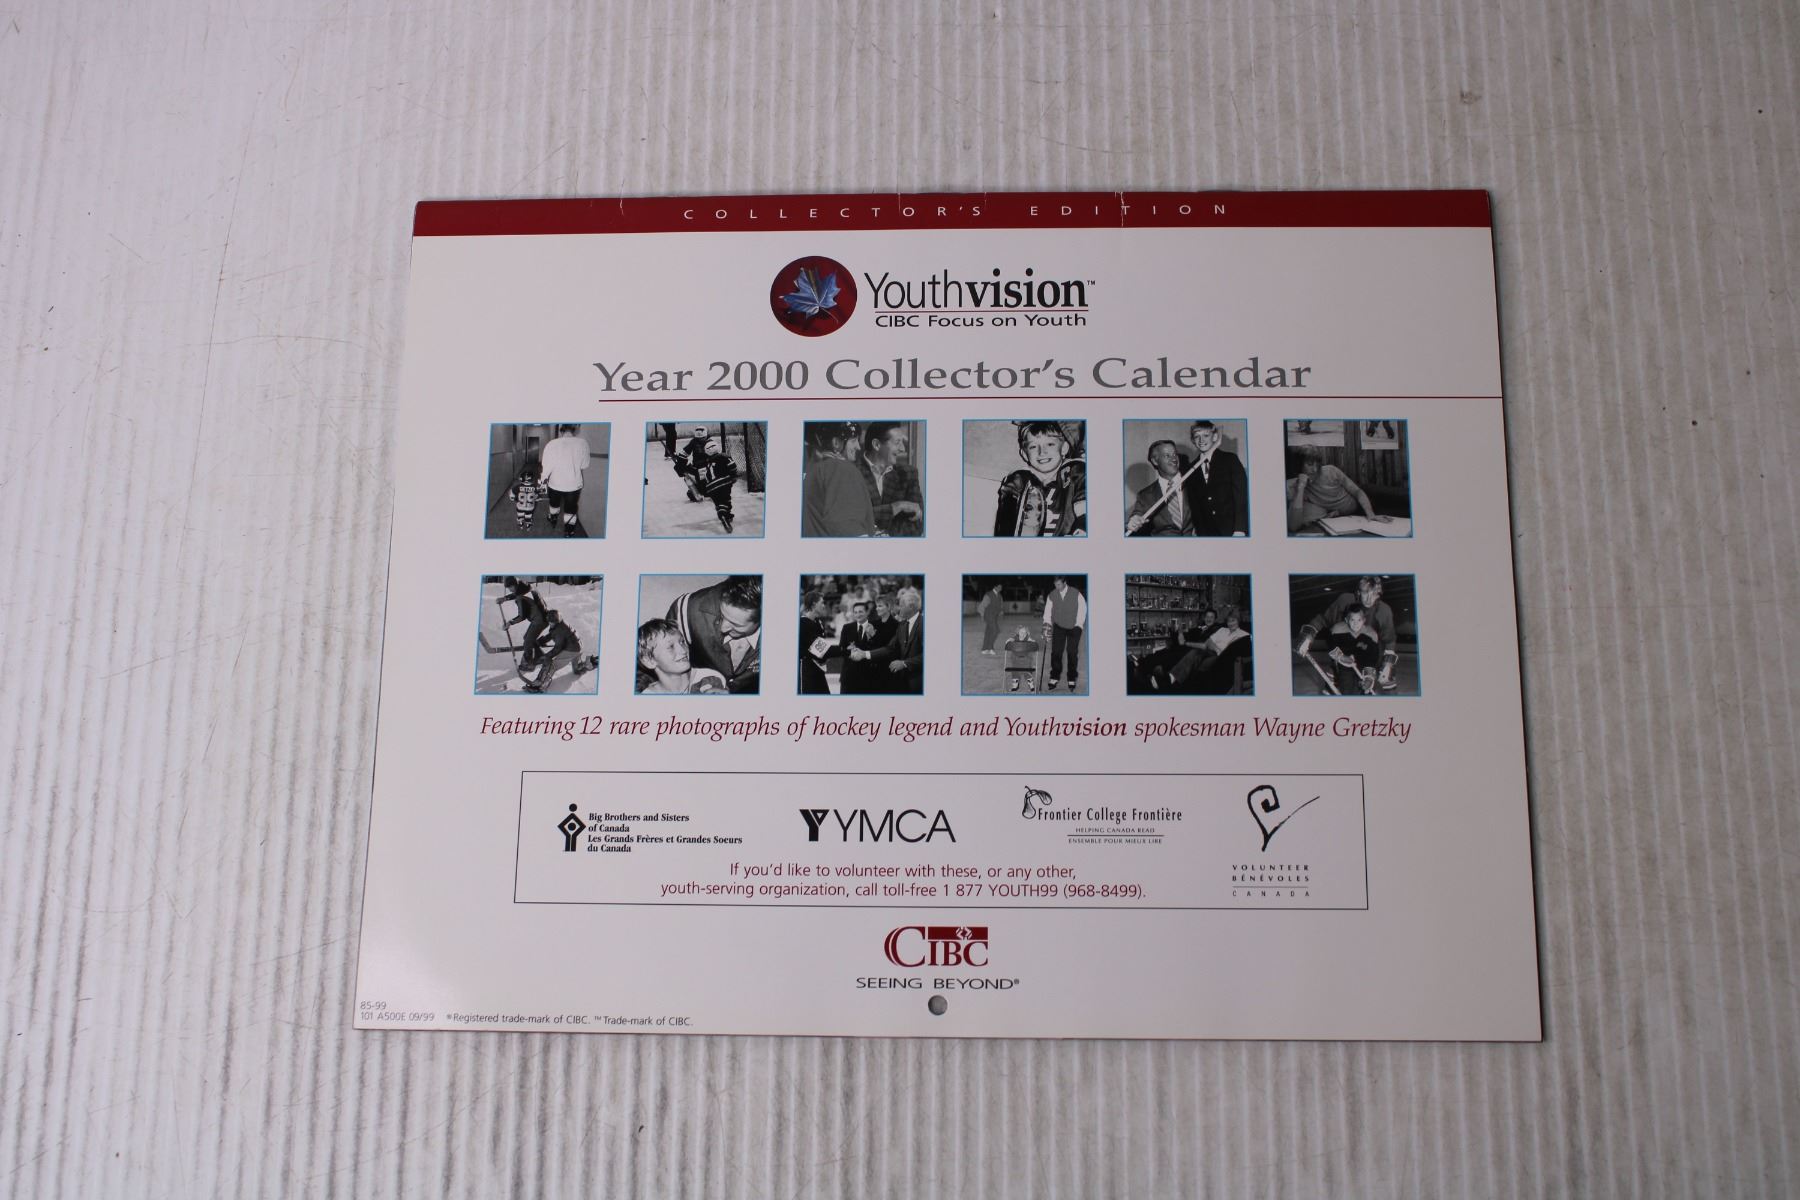 COLLECTOR'S EDITION
Youthvision™
CIBC Focus on Youth
Year 2000 Collector's Calendar
GRETZKY
99
Featuring 12 rare photographs of hockey legend and Youthvision spokesman Wayne Gretzky
Big Brothers and Sisters
of Canada
Les Grands Frères et Grandes Soeurs
du Canada
YMCA
Frontier College Frontière
HELPING CANADA READ
ENSEMBLE POUR MIEUX LIRE
VOLUNTEER
BÉNÉVOLES
CANADA
If you'd like to volunteer with these, or any other,
youth-serving organization, call toll-free 1 877 YOUTH99 (968-8499).
CIBC
SEEING BEYOND®
85-99
101 A500E 09/99 ®Registered trade-mark of CIBC. ™Trade-mark of CIBC.